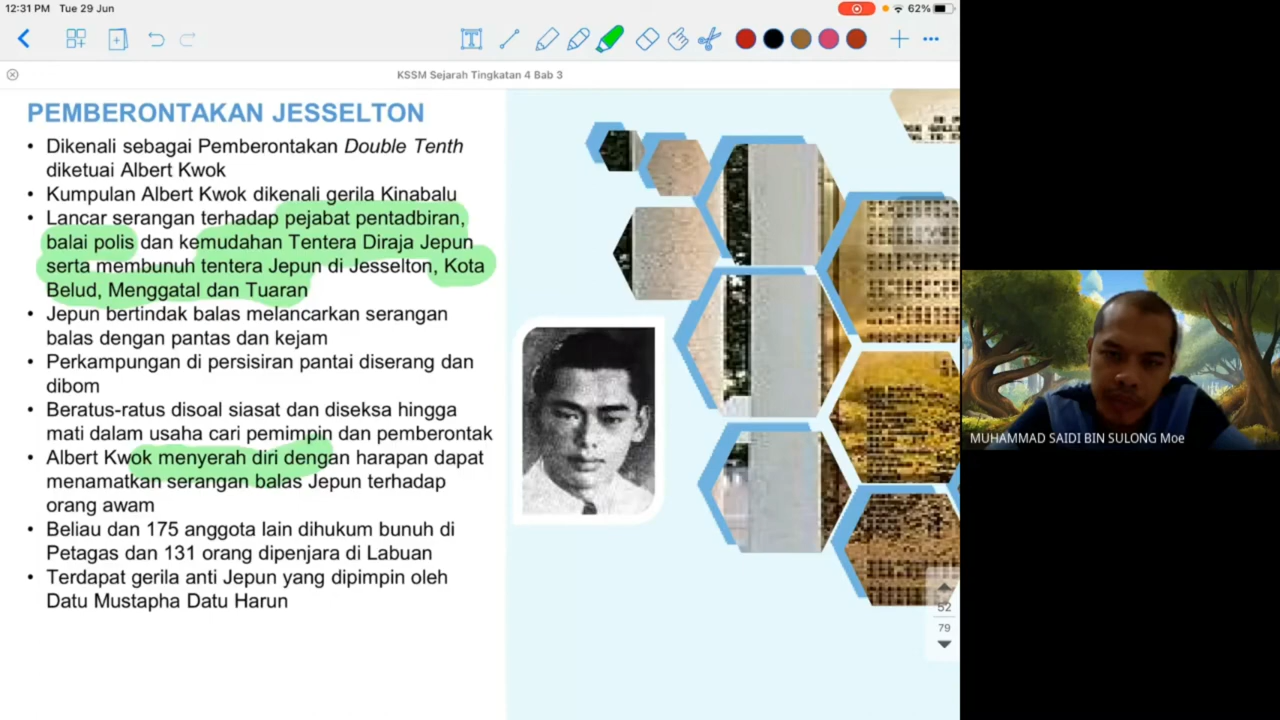 12:31 PM Tue 29 Jun
62%
KSSM Sejarah Tingkatan 4 Bab 3
PEMBERONTAKAN JESSELTON
• Dikenali sebagai Pemberontakan Double Tenth
diketuai Albert Kwok
• Kumpulan Albert Kwok dikenali gerila Kinabalu
• Lancar serangan terhadap pejabat pentadbiran,
balai polis dan kemudahan Tentera Diraja Jepun
serta membunuh tentera Jepun di Jesselton, Kota
Belud, Menggatal dan Tuaran
• Jepun bertindak balas melancarkan serangan
balas dengan pantas dan kejam
• Perkampungan di persisiran pantai diserang dan
dibom
• Beratus-ratus disoal siasat dan diseksa hingga
mati dalam usaha cari pemimpin dan pemberontak
• Albert Kwok menyerah diri dengan harapan dapat
menamatkan serangan balas Jepun terhadap
orang awam
• Beliau dan 175 anggota lain dihukum bunuh di
Petagas dan 131 orang dipenjara di Labuan
• Terdapat gerila anti Jepun yang dipimpin oleh
Datu Mustapha Datu Harun
52
79
MUHAMMAD SAIDI BIN SULONG Moe